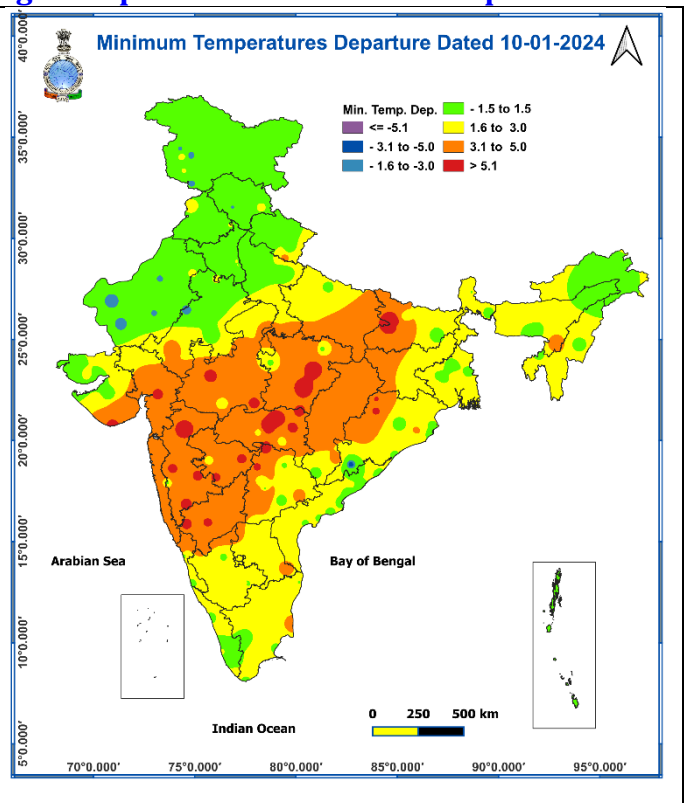 Minimum Temperatures Departure Dated 10-01-2024
Min. Temp. Dep.
<= -5.1
- 3.1 to -5.0
- 1.6 to -3.0
- 1.5 to 1.5
1.6 to 3.0
3.1 to 5.0
> 5.1
40°0.000'
35°0.000'
30°0.000'
25°0.000'
20°0.000'
15°0.000'
10°0.000'
5°0.000'
Arabian Sea
Bay of Bengal
Indian Ocean
0 250 500 km
70°0.000' 75°0.000' 80°0.000' 85°0.000' 90°0.000' 95°0.000'